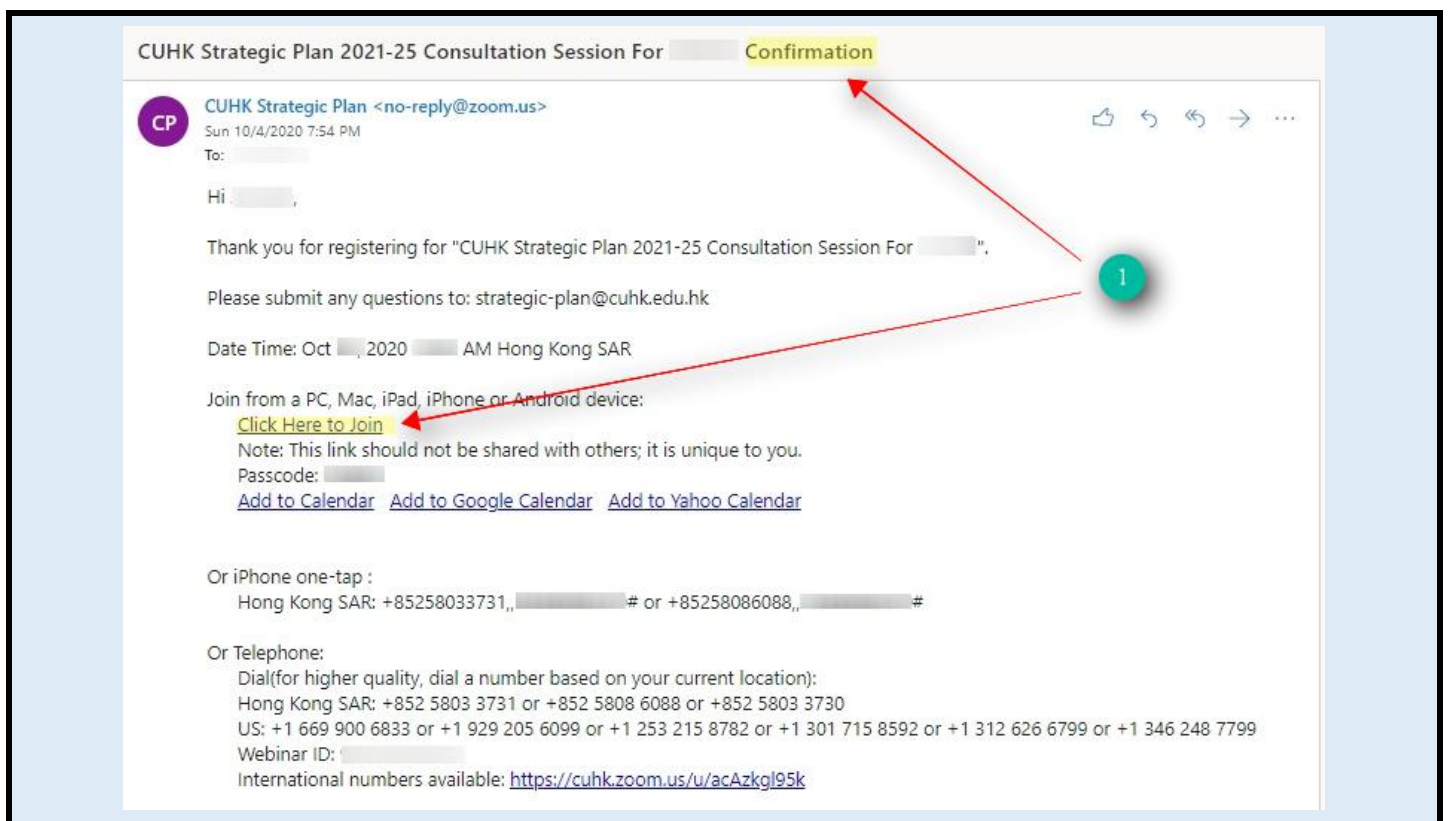 CUHK Strategic Plan 2021-25 Consultation Session For Confirmation
CP
CUHK Strategic Plan <no-reply@zoom.us>
Sun 10/4/2020 7:54 PM
To:
Hi ,
Thank you for registering for "CUHK Strategic Plan 2021-25 Consultation Session For ".
1
Please submit any questions to: strategic-plan@cuhk.edu.hk
Date Time: Oct , 2020 AM Hong Kong SAR
Join from a PC, Mac, iPad, iPhone or Android device:
Click Here to Join
Note: This link should not be shared with others; it is unique to you.
Passcode:
Add to Calendar Add to Google Calendar Add to Yahoo Calendar
Or iPhone one-tap :
Hong Kong SAR: +85258033731,, # or +85258086088,, #
Or Telephone:
Dial(for higher quality, dial a number based on your current location):
Hong Kong SAR: +852 5803 3731 or +852 5808 6088 or +852 5803 3730
US: +1 669 900 6833 or +1 929 205 6099 or +1 253 215 8782 or +1 301 715 8592 or +1 312 626 6799 or +1 346 248 7799
Webinar ID:
International numbers available: https://cuhk.zoom.us/u/acAzkgl95k